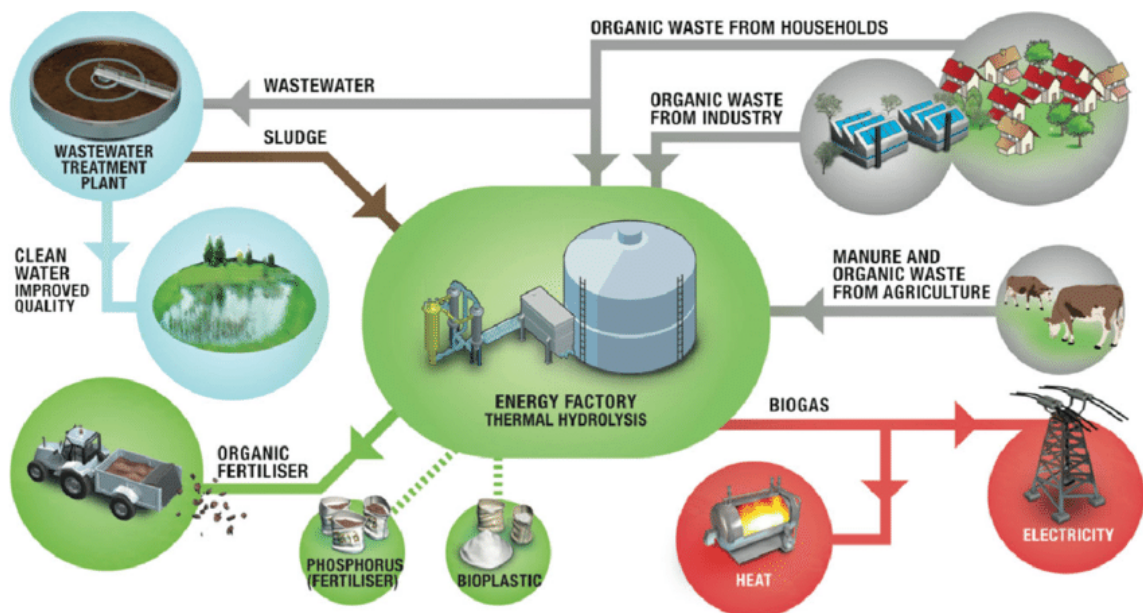 ORGANIC WASTE FROM HOUSEHOLDS
WASTEWATER
ORGANIC WASTE
FROM INDUSTRY
SLUDGE
WASTEWATER
TREATMENT
PLANT
CLEAN
WATER
IMPROVED
QUALITY
MANURE AND
ORGANIC WASTE
FROM AGRICULTURE
ENERGY FACTORY
THERMAL HYDROLYSIS
BIOGAS
ORGANIC
FERTILISER
PHOSPHORUS
(FERTILISER)
BIOPLASTIC
HEAT
ELECTRICITY